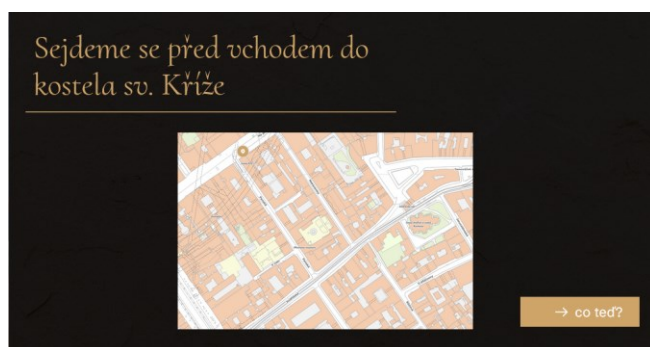 Sejdeme se před vchodem do
kostela sv. Kříže
→ co teď?